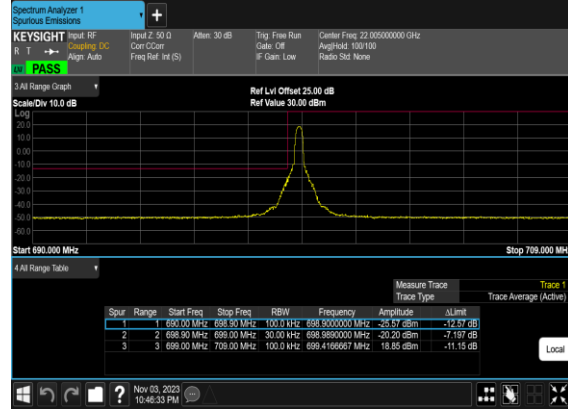 Spectrum Analyzer 1
Spurious Emissions
KEYSIGHT Input: RF Input Z: 50 Ω Atten: 30 dB Trig: Free Run Center Freq: 22.005000000 GHz
R T Coupling: DC Corr CCorr Gate: Off Avg|Hold: 100/100
Align: Auto Freq Ref: Int (S) IF Gain: Low Radio Std: None
PASS
3 All Range Graph
Ref Lvl Offset 25.00 dB
Scale/Div 10.0 dB Ref Value 30.00 dBm
Log
20.0
10.0
0.00
-10.0
-20.0
-30.0
-40.0
-50.0
-60.0
Start 690.000 MHz Stop 709.000 MH
4 All Range Table
Measure Trace Trace 1
Trace Type Trace Average (Active)
Spur Range Start Freq Stop Freq RBW Frequency Amplitude ΔLimit
1 1 690.00 MHz 698.90 MHz 100.0 kHz 698.9000000 MHz -25.57 dBm -12.57 dB
2 2 698.90 MHz 699.00 MHz 30.00 kHz 698.9890000 MHz -20.20 dBm -7.197 dB
3 3 699.00 MHz 709.00 MHz 100.0 kHz 699.4166667 MHz 18.85 dBm -11.15 dB
Local
? Nov 03, 2023
10:46:33 PM